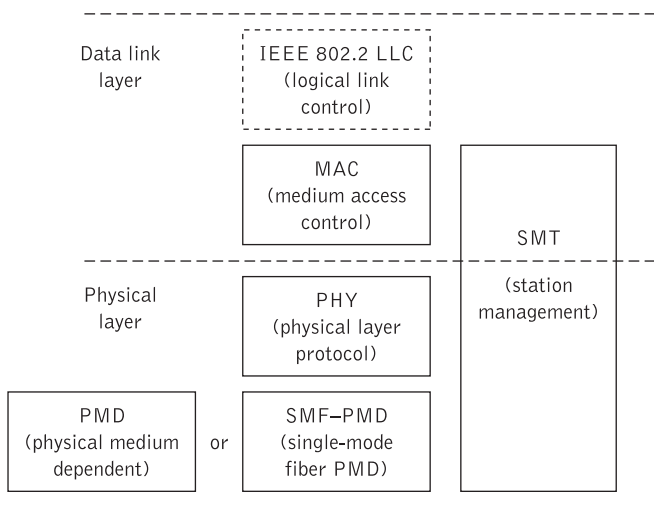 Data link
layer
IEEE 802.2 LLC
(logical link
control)
MAC
(medium access
control)
SMT
(station
management)
Physical
layer
PHY
(physical layer
protocol)
PMD
(physical medium
dependent)
or
SMF–PMD
(single-mode
fiber PMD)